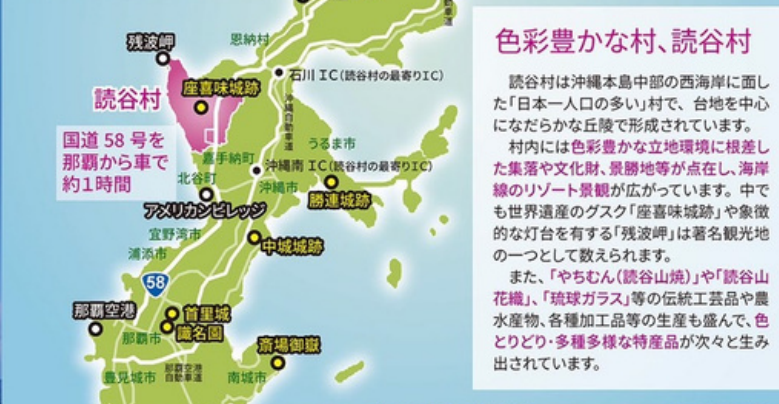 残波岬
恩納村
石川 IC(読谷村の最寄りIC)
読谷村
座喜味城跡
沖縄自動車道
国道 58 号を
那覇から車で
約1時間
うるま市
嘉手納町
沖縄南 IC(読谷村の最寄りIC)
北谷町
沖縄市
アメリカンビレッジ
勝連城跡
宜野湾市
中城城跡
浦添市
58
那覇空港
首里城
識名園
那覇市
斎場御嶽
豊見城市
那覇空港
自動車道
南城市
色彩豊かな村、読谷村
読谷村は沖縄本島中部の西海岸に面し
た「日本一人口の多い」村で、台地を中心
になだらかな丘陵で形成されています。
村内には色彩豊かな立地環境に根差し
た集落や文化財、景勝地等が点在し、海岸
線のリゾート景観が広がっています。中で
も世界遺産のグスク「座喜味城跡」や象徴
的な灯台を有する「残波岬」は著名観光地
の一つとして数えられます。
また、「やちむん(読谷山焼)」や「読谷山
花織」、「琉球ガラス」等の伝統工芸品や農
水産物、各種加工品等の生産も盛んで、色
とりどり・多種多様な特産品が次々と生み
出されています。